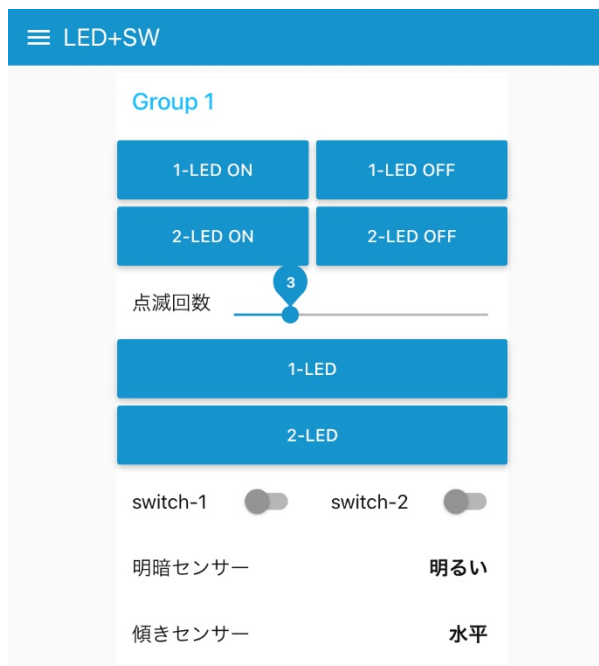 LED+SW
Group 1
1-LED ON 1-LED OFF
2-LED ON 2-LED OFF
3
点滅回数
1-LED
2-LED
switch-1 switch-2
明暗センサー 明るい
傾きセンサー 水平